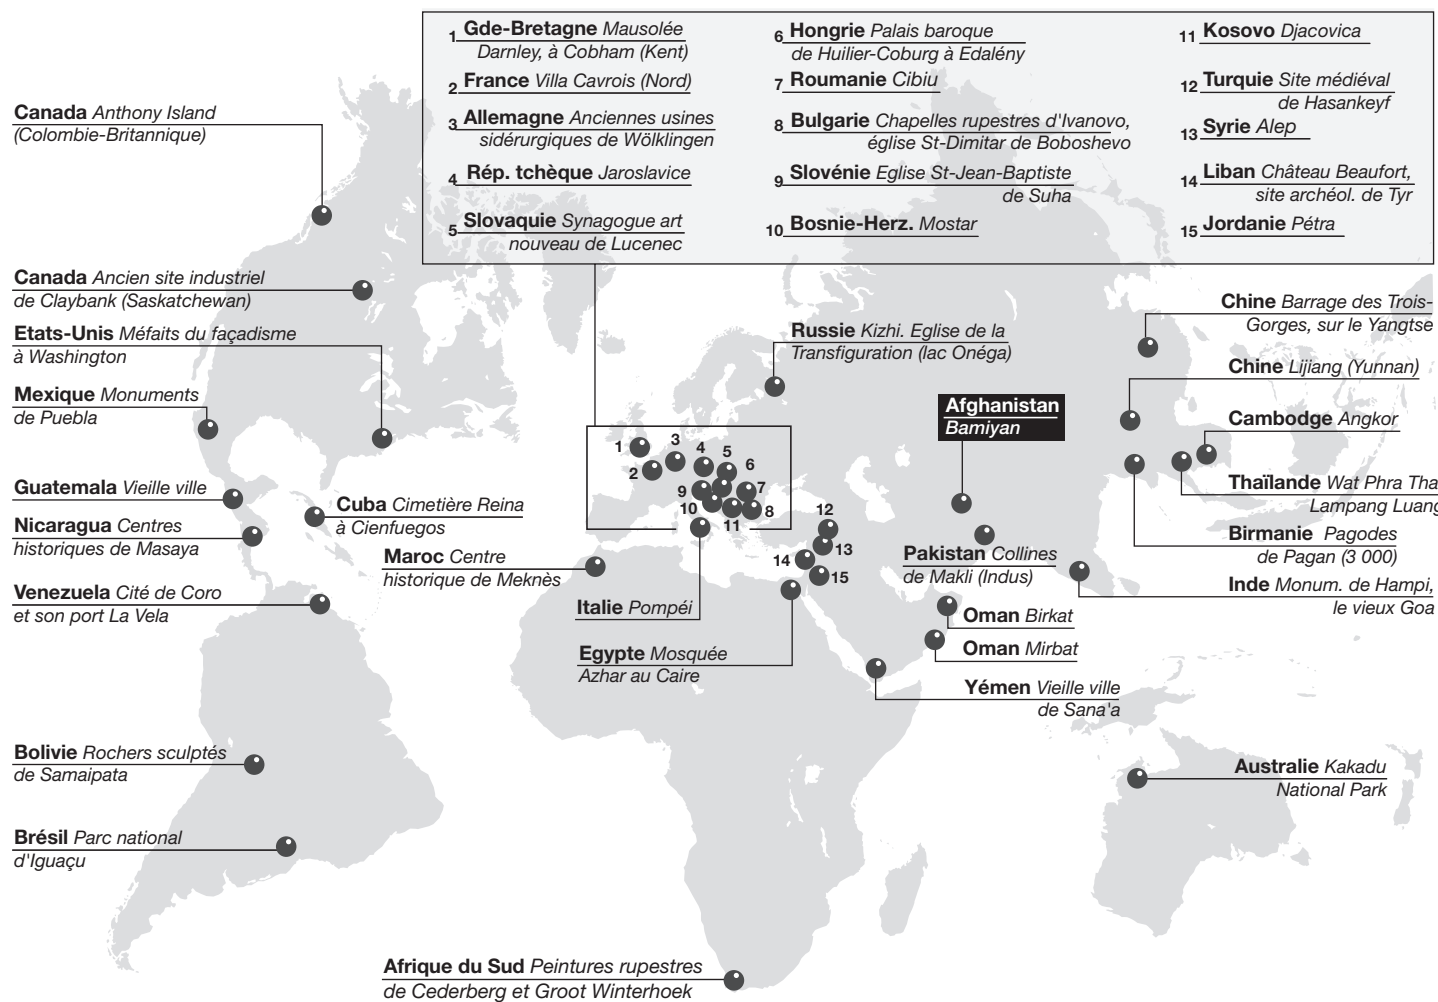 1 Gde-Bretagne Mausolée
Darnley, à Cobham (Kent)
2 France Villa Cavrois (Nord)
3 Allemagne Anciennes usines
sidérurgiques de Wölklingen
4 Rép. tchèque Jaroslavice
5 Slovaquie Synagogue art
nouveau de Lucenec
6 Hongrie Palais baroque
de Huilier-Coburg à Edalény
7 Roumanie Cibiu
8 Bulgarie Chapelles rupestres d'Ivanovo,
église St-Dimitar de Boboshevo
9 Slovénie Eglise St-Jean-Baptiste
de Suha
10 Bosnie-Herz. Mostar
11 Kosovo Djacovica
12 Turquie Site médiéval
de Hasankeyf
13 Syrie Alep
14 Liban Château Beaufort,
site archéol. de Tyr
15 Jordanie Pétra
Canada Anthony Island
(Colombie-Britannique)
Canada Ancien site industriel
de Claybank (Saskatchewan)
Etats-Unis Méfaits du façadisme
à Washington
Mexique Monuments
de Puebla
Guatemala Vieille ville
Nicaragua Centres
historiques de Masaya
Venezuela Cité de Coro
et son port La Vela
Bolivie Rochers sculptés
de Samaipata
Brésil Parc national
d'Iguaçu
Cuba Cimetière Reina
à Cienfuegos
Maroc Centre
historique de Meknès
Italie Pompéi
Egypte Mosquée
Azhar au Caire
Afrique du Sud Peintures rupestres
de Cederberg et Groot Winterhoek
Russie Kizhi. Eglise de la
Transfiguration (lac Onéga)
1
2
3
4
5
6
7
8
9
10
11
12
13
14
15
Afghanistan
Bamiyan
Pakistan Collines
de Makli (Indus)
Oman Birkat
Oman Mirbat
Yémen Vieille ville
de Sana'a
Chine Barrage des Trois-
Gorges, sur le Yangtse
Chine Lijiang (Yunnan)
Cambodge Angkor
Thaïlande Wat Phra Tha
Lampang Luang
Birmanie Pagodes
de Pagan (3 000)
Inde Monum. de Hampi,
le vieux Goa
Australie Kakadu
National Park